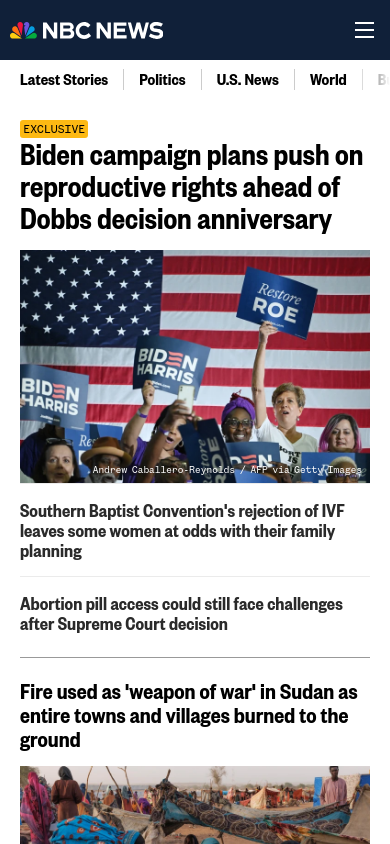 NBC NEWS
Latest Stories
Politics
U.S. News
World
EXCLUSIVE
Biden campaign plans push on
reproductive rights ahead of
Dobbs decision anniversary
Restore
ROE
BIDEN
HARRIS
BIDEN
HARRIS
Andrew Caballero-Reynolds / AFP via Getty Images
Southern Baptist Convention's rejection of IVF
leaves some women at odds with their family
planning
Abortion pill access could still face challenges
after Supreme Court decision
Fire used as 'weapon of war' in Sudan as
entire towns and villages burned to the
ground